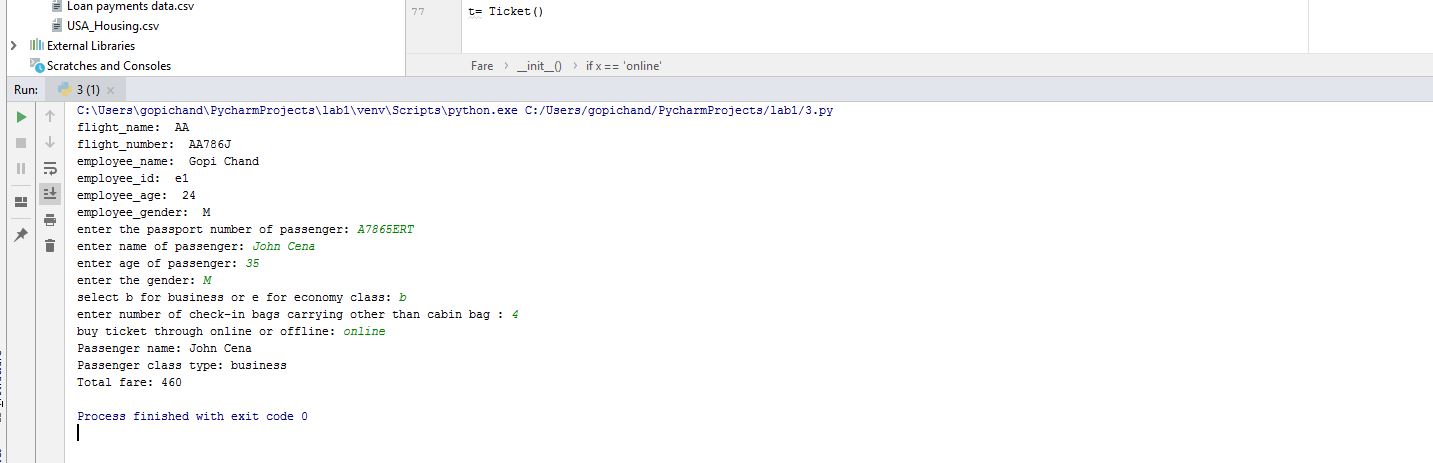 Loan payments data.csv
USA_Housing.csv
External Libraries
Scratches and Consoles
77 t= Ticket()
Fare > __init__() > if x == 'online'
Run: 3 (1) ×
C:\Users\gopichand\PycharmProjects\lab1\venv\Scripts\python.exe C:/Users/gopichand/PycharmProjects/lab1/3.py
flight_name:  AA
flight_number:  AA786J
employee_name:  Gopi Chand
employee_id:  e1
employee_age:  24
employee_gender:  M
enter the passport number of passenger: A7865ERT
enter name of passenger: John Cena
enter age of passenger: 35
enter the gender: M
select b for business or e for economy class: b
enter number of check-in bags carrying other than cabin bag : 4
buy ticket through online or offline: online
Passenger name: John Cena
Passenger class type: business
Total fare: 460
Process finished with exit code 0